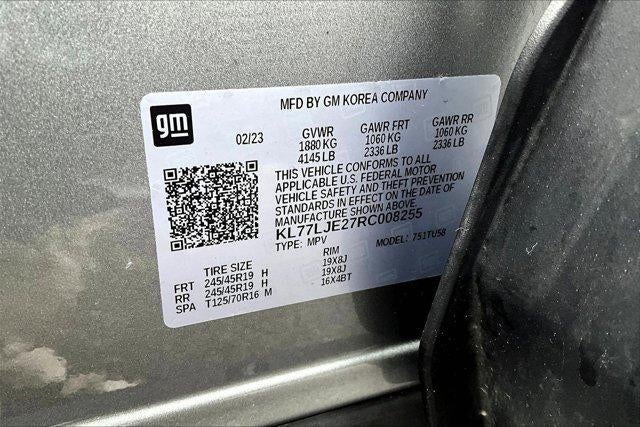 MFD BY GM KOREA COMPANY
gm
02/23 GVWR GAWR FRT GAWR RR
1880 KG 1060 KG 1060 KG
4145 LB 2336 LB 2336 LB
THIS VEHICLE CONFORMS TO ALL
APPLICABLE U.S. FEDERAL MOTOR
VEHICLE SAFETY AND THEFT PREVENTION
STANDARDS IN EFFECT ON THE DATE OF
MANUFACTURE SHOWN ABOVE.
KL77LJE27RC008255
TYPE: MPV MODEL: 751TU58
TIRE SIZE RIM
FRT 245/45R19 H 19X8J
RR 245/45R19 H 19X8J
SPA T125/70R16 M 16X4BT